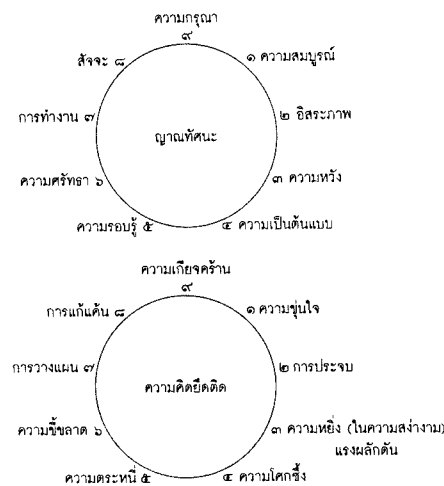 ความกรุณา
๙
สัจจะ ๘
๑ ความสมบูรณ์
การทำงาน ๗
๒ อิสระภาพ
ญาณทัศนะ
ความศรัทธา ๖
๓ ความหวัง
ความรอบรู้ ๕
๔ ความเป็นต้นแบบ
ความเกียจคร้าน
๙
การแก้แค้น ๘
๑ ความขุ่นใจ
การวางแผน ๗
๒ การประจบ
ความคิดยึดติด
ความขี้ขลาด ๖
๓ ความหยิ่ง (ในความสง่างาม)
แรงผลักดัน
ความตระหนี่ ๕
๔ ความโศกซึ้ง